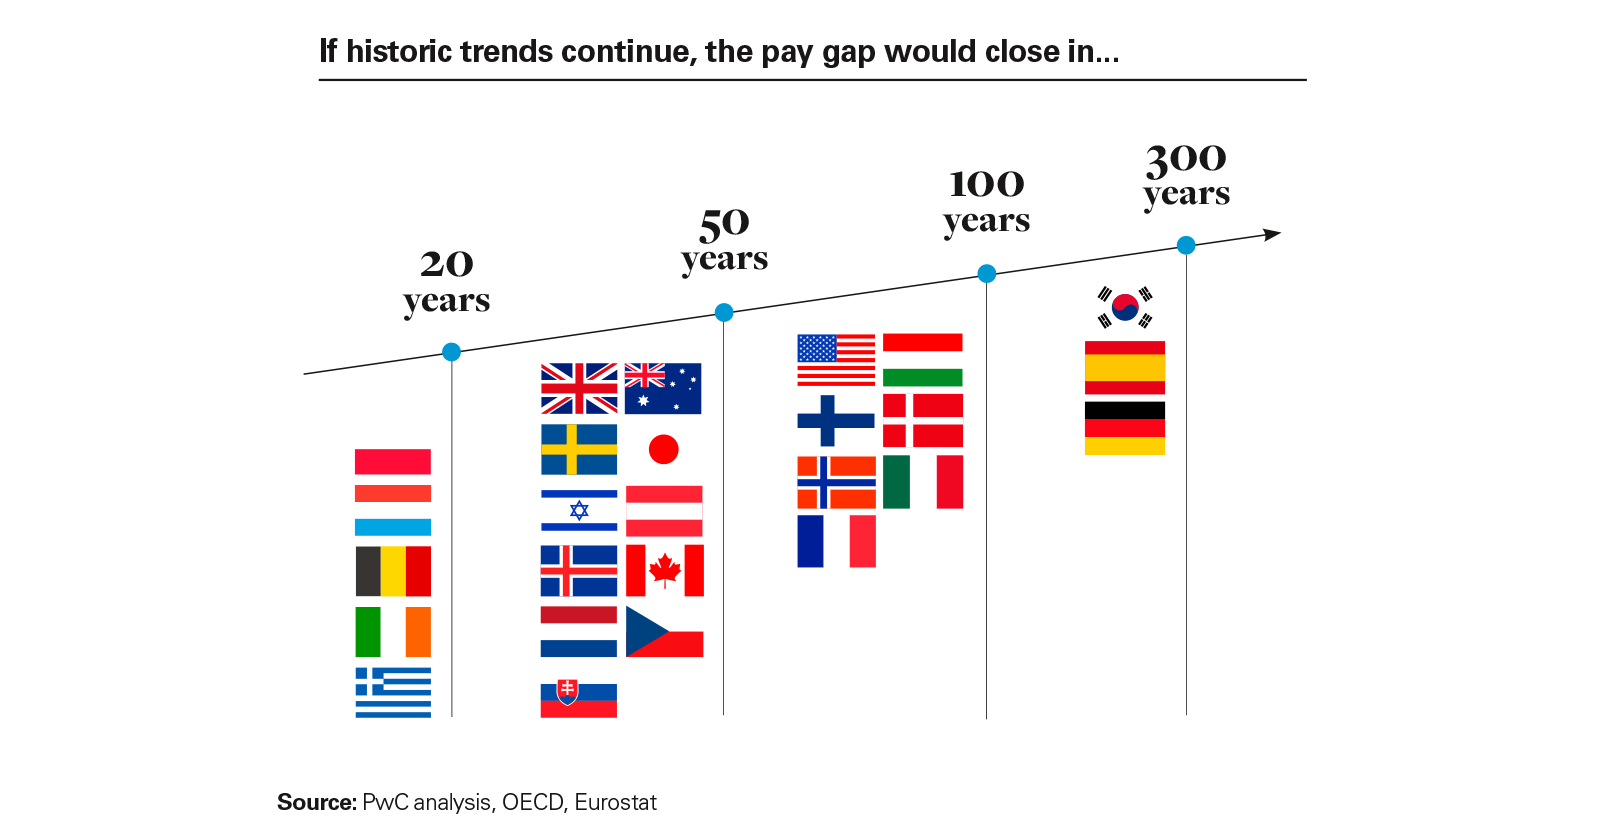 If historic trends continue, the pay gap would close in...
20
years
50
years
100
years
300
years
Source: PwC analysis, OECD, Eurostat